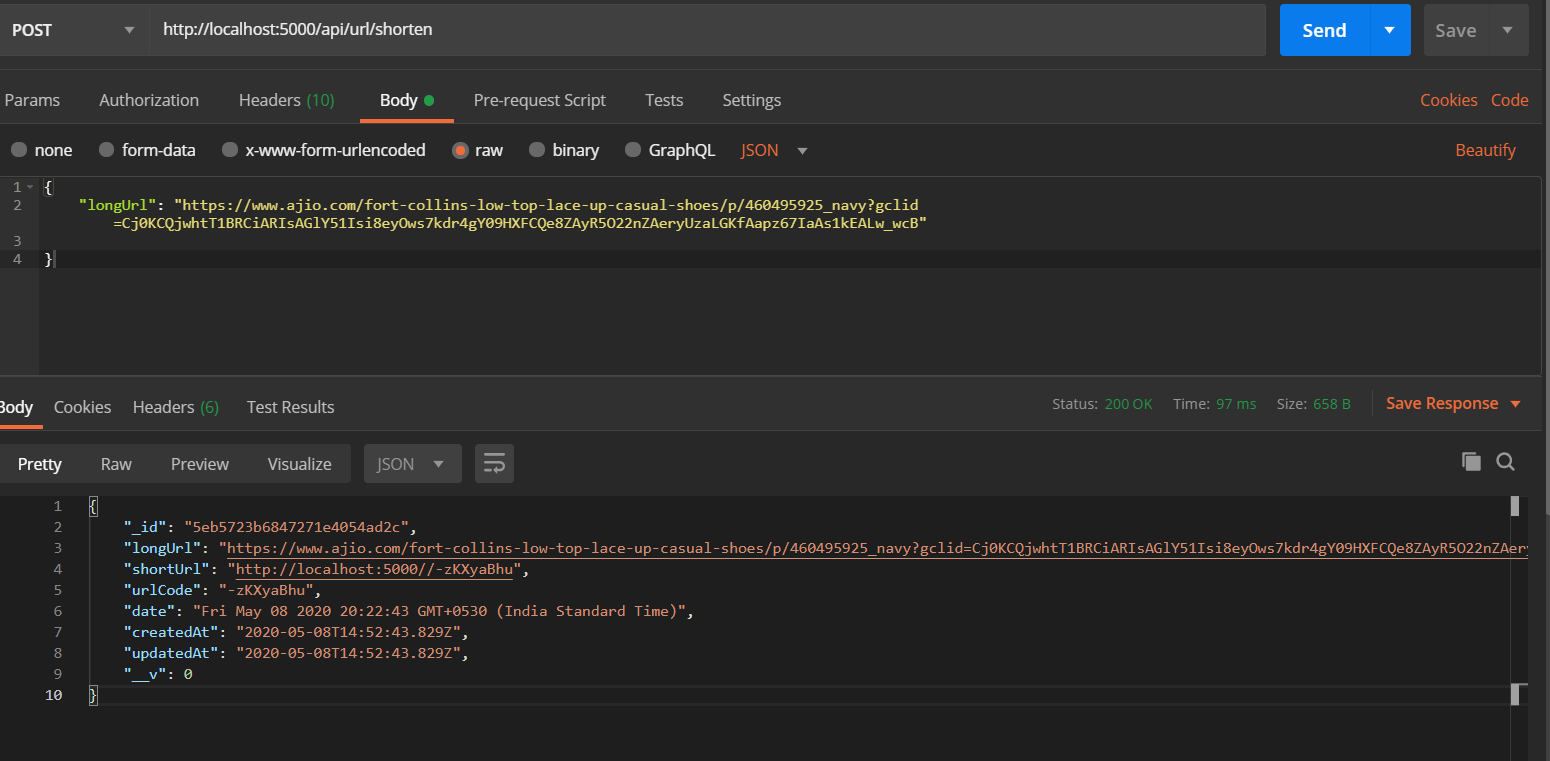 POST http://localhost:5000/api/url/shorten Send Save
Params Authorization Headers (10) Body Pre-request Script Tests Settings Cookies Code
none form-data x-www-form-urlencoded raw binary GraphQL JSON Beautify
1 {
2 "longUrl": "https://www.ajio.com/fort-collins-low-top-lace-up-casual-shoes/p/460495925_navy?gclid
=Cj0KCQjwhtT1BRCiARIsAGlY51Isi8eyOws7kdr4gY09HXFCQe8ZAyR5O22nZAeryUzaLGKfAapz67IaAs1kEALw_wcB"
3
4 }
Body Cookies Headers (6) Test Results Status: 200 OK Time: 97 ms Size: 658 B Save Response
Pretty Raw Preview Visualize JSON
1 {
2 "_id": "5eb5723b6847271e4054ad2c",
3 "longUrl": "https://www.ajio.com/fort-collins-low-top-lace-up-casual-shoes/p/460495925_navy?gclid=Cj0KCQjwhtT1BRCiARIsAGlY51Isi8eyOws7kdr4gY09HXFCQe8ZAyR5O22nZAery
4 "shortUrl": "http://localhost:5000//-zKXyaBhu",
5 "urlCode": "-zKXyaBhu",
6 "date": "Fri May 08 2020 20:22:43 GMT+0530 (India Standard Time)",
7 "createdAt": "2020-05-08T14:52:43.829Z",
8 "updatedAt": "2020-05-08T14:52:43.829Z",
9 "__v": 0
10 }